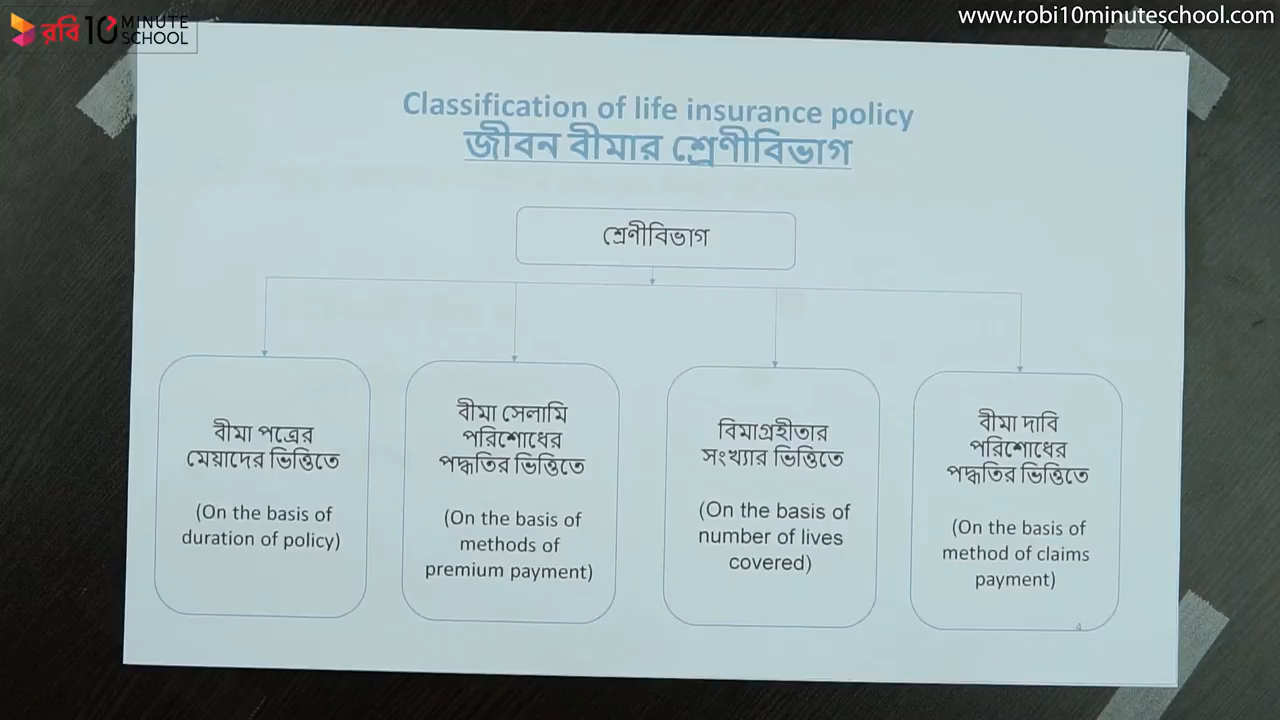 রবি 10 MINUTE SCHOOL
www.robi10minuteschool.com
Classification of life insurance policy
জীবন বীমার শ্রেণীবিভাগ
শ্রেণীবিভাগ
বীমা পত্রের
মেয়াদের ভিত্তিতে
(On the basis of
duration of policy)
বীমা সেলামি
পরিশোধের
পদ্ধতির ভিত্তিতে
(On the basis of
methods of
premium payment)
বিমাগ্রহীতার
সংখ্যার ভিত্তিতে
(On the basis of
number of lives
covered)
বীমা দাবি
পরিশোধের
পদ্ধতির ভিত্তিতে
(On the basis of
method of claims
payment)
4